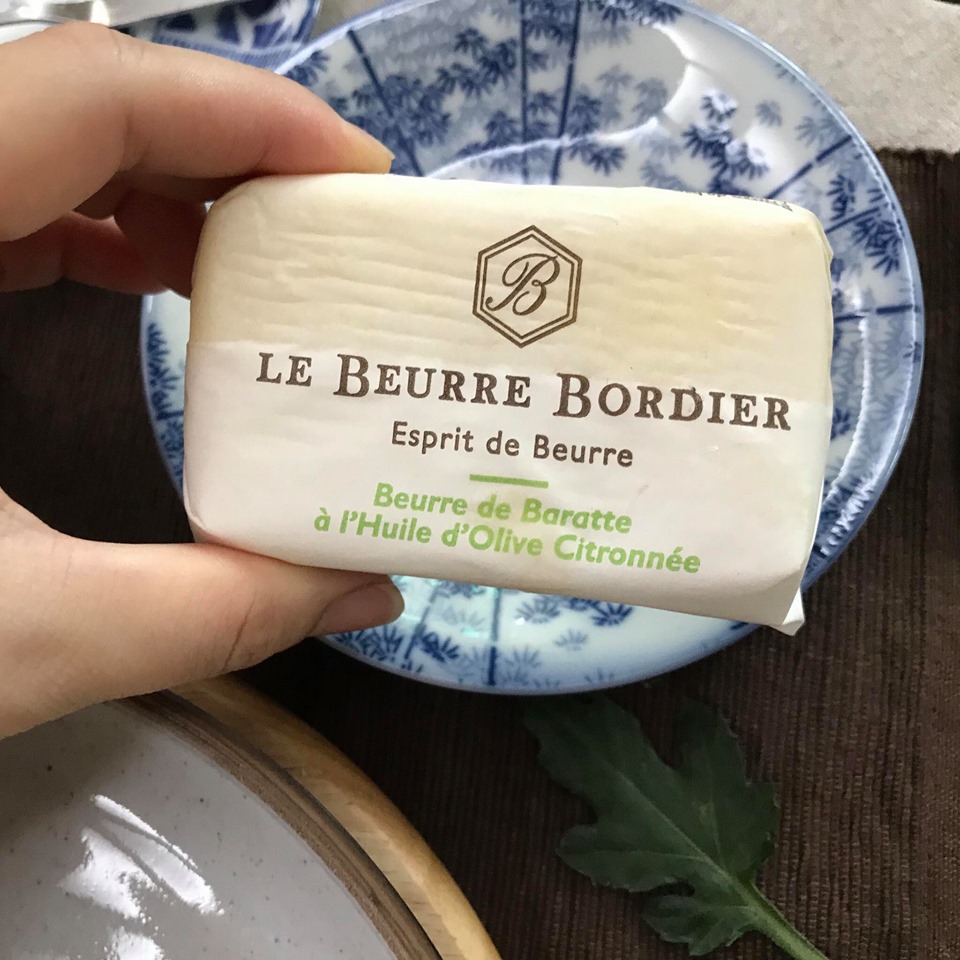 B
LE BEURRE BORDIER
Esprit de Beurre
Beurre de Baratte
à l'Huile d'Olive Citronnée